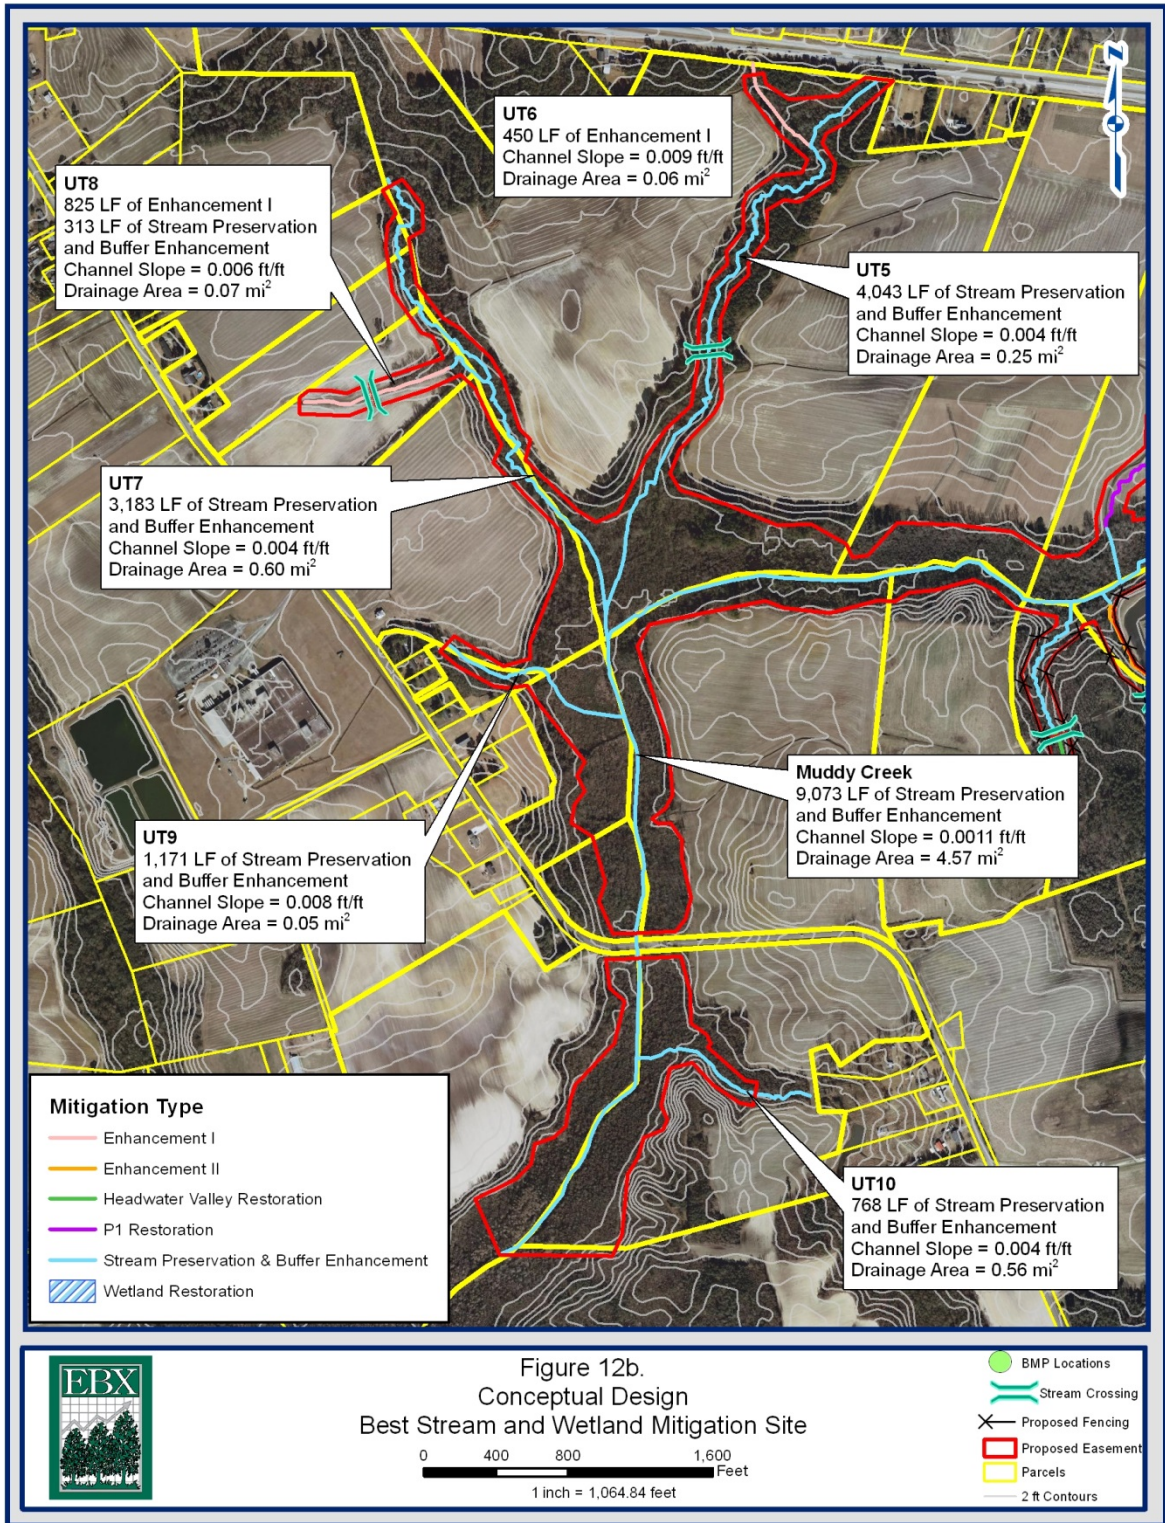 UT6
450 LF of Enhancement I
Channel Slope = 0.009 ft/ft
Drainage Area = 0.06 mi²
UT8
825 LF of Enhancement I
313 LF of Stream Preservation
and Buffer Enhancement
Channel Slope = 0.006 ft/ft
Drainage Area = 0.07 mi²
UT5
4,043 LF of Stream Preservation
and Buffer Enhancement
Channel Slope = 0.004 ft/ft
Drainage Area = 0.25 mi²
UT7
3,183 LF of Stream Preservation
and Buffer Enhancement
Channel Slope = 0.004 ft/ft
Drainage Area = 0.60 mi²
Muddy Creek
9,073 LF of Stream Preservation
and Buffer Enhancement
Channel Slope = 0.0011 ft/ft
Drainage Area = 4.57 mi²
UT9
1,171 LF of Stream Preservation
and Buffer Enhancement
Channel Slope = 0.008 ft/ft
Drainage Area = 0.05 mi²
UT10
768 LF of Stream Preservation
and Buffer Enhancement
Channel Slope = 0.004 ft/ft
Drainage Area = 0.56 mi²
Mitigation Type
Enhancement I
Enhancement II
Headwater Valley Restoration
P1 Restoration
Stream Preservation & Buffer Enhancement
Wetland Restoration
Z
EBX
Figure 12b.
Conceptual Design
Best Stream and Wetland Mitigation Site
0 400 800 1,600
Feet
1 inch = 1,064.84 feet
BMP Locations
Stream Crossing
Proposed Fencing
Proposed Easement
Parcels
2 ft Contours